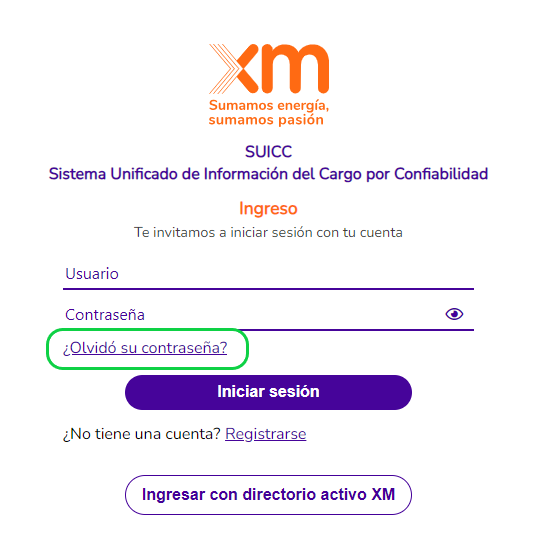 xm
Sumamos energía,
sumamos pasión
SUICC
Sistema Unificado de Información del Cargo por Confiabilidad
Ingreso
Te invitamos a iniciar sesión con tu cuenta
Usuario
Contraseña
¿Olvidó su contraseña?
Iniciar sesión
¿No tiene una cuenta? Registrarse
Ingresar con directorio activo XM